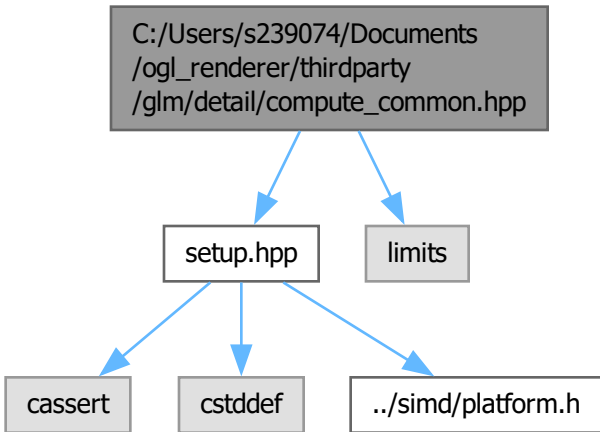 C:/Users/s239074/Documents
/ogl_renderer/thirdparty
/glm/detail/compute_common.hpp
setup.hpp
limits
cassert
cstddef
../simd/platform.h